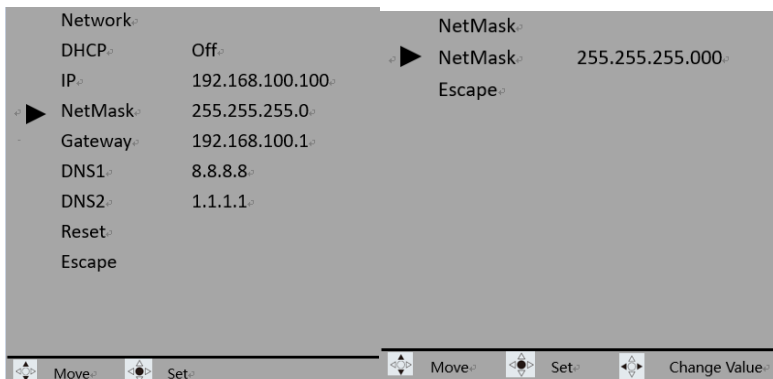 Network
DHCP Off
IP 192.168.100.100
NetMask 255.255.255.0
Gateway 192.168.100.1
DNS1 8.8.8.8
DNS2 1.1.1.1
Reset
Escape
Move Set
NetMask
NetMask 255.255.255.000
Escape
Move Set Change Value